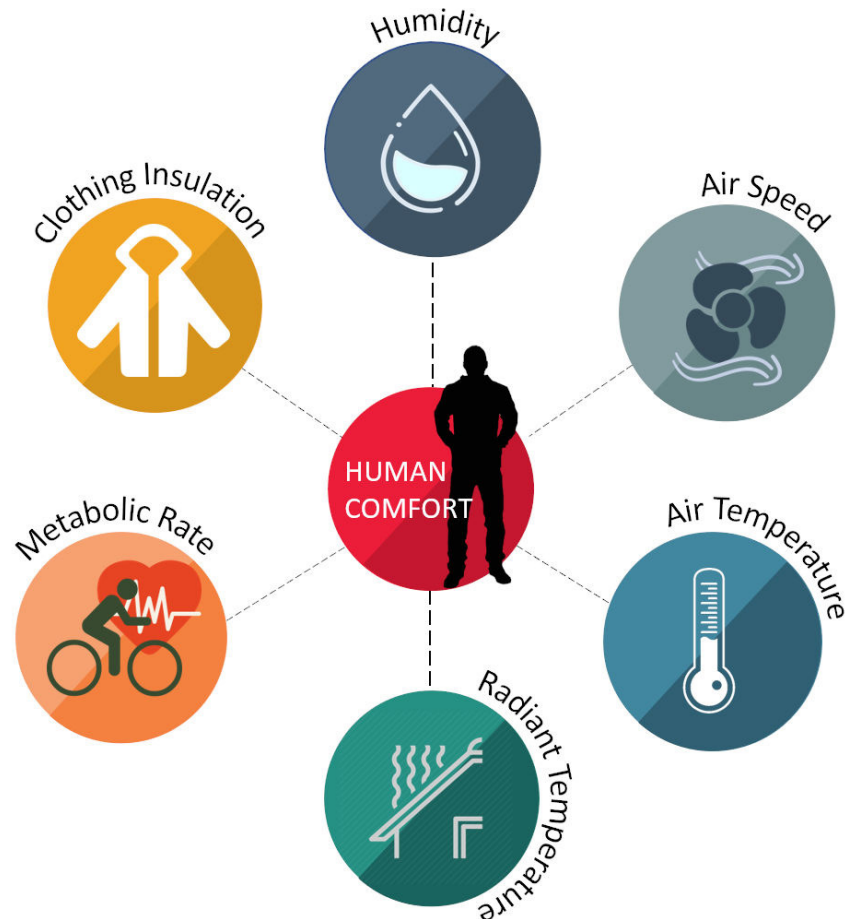 Humidity
Clothing Insulation
Air Speed
HUMAN
COMFORT
Metabolic Rate
Air Temperature
Radiant Temperature